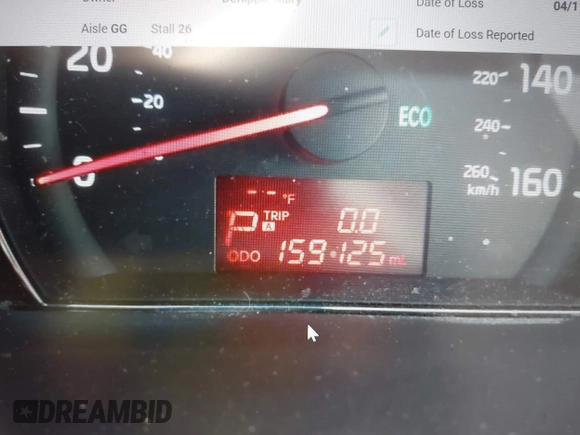 Date of Loss
04/1
Aisle GG
Stall 26
Date of Loss Reported
20
40
20
0
220
140
ECO
240
260
km/h
160
-- °F
P
TRIP
A
0.0
ODO
159125
mi
DREAMBID